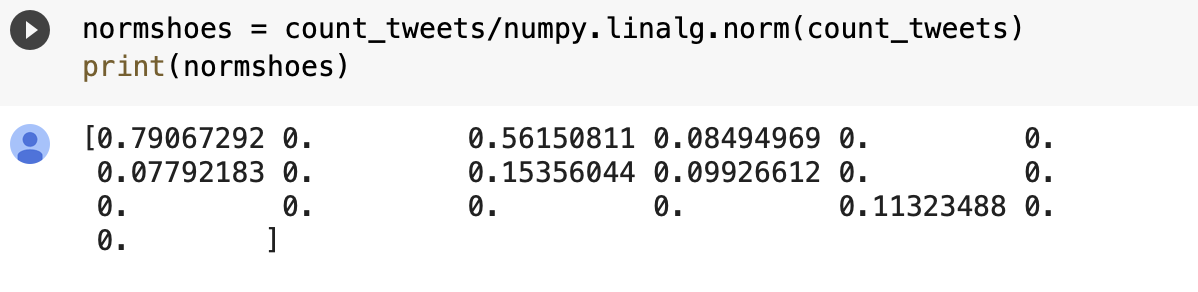 normshoes = count_tweets/numpy.linalg.norm(count_tweets)
print(normshoes)
[0.79067292 0.         0.56150811 0.08494969 0.         0.
 0.07792183 0.         0.15356044 0.09926612 0.         0.
 0.         0.         0.         0.         0.11323488 0.
 0.        ]